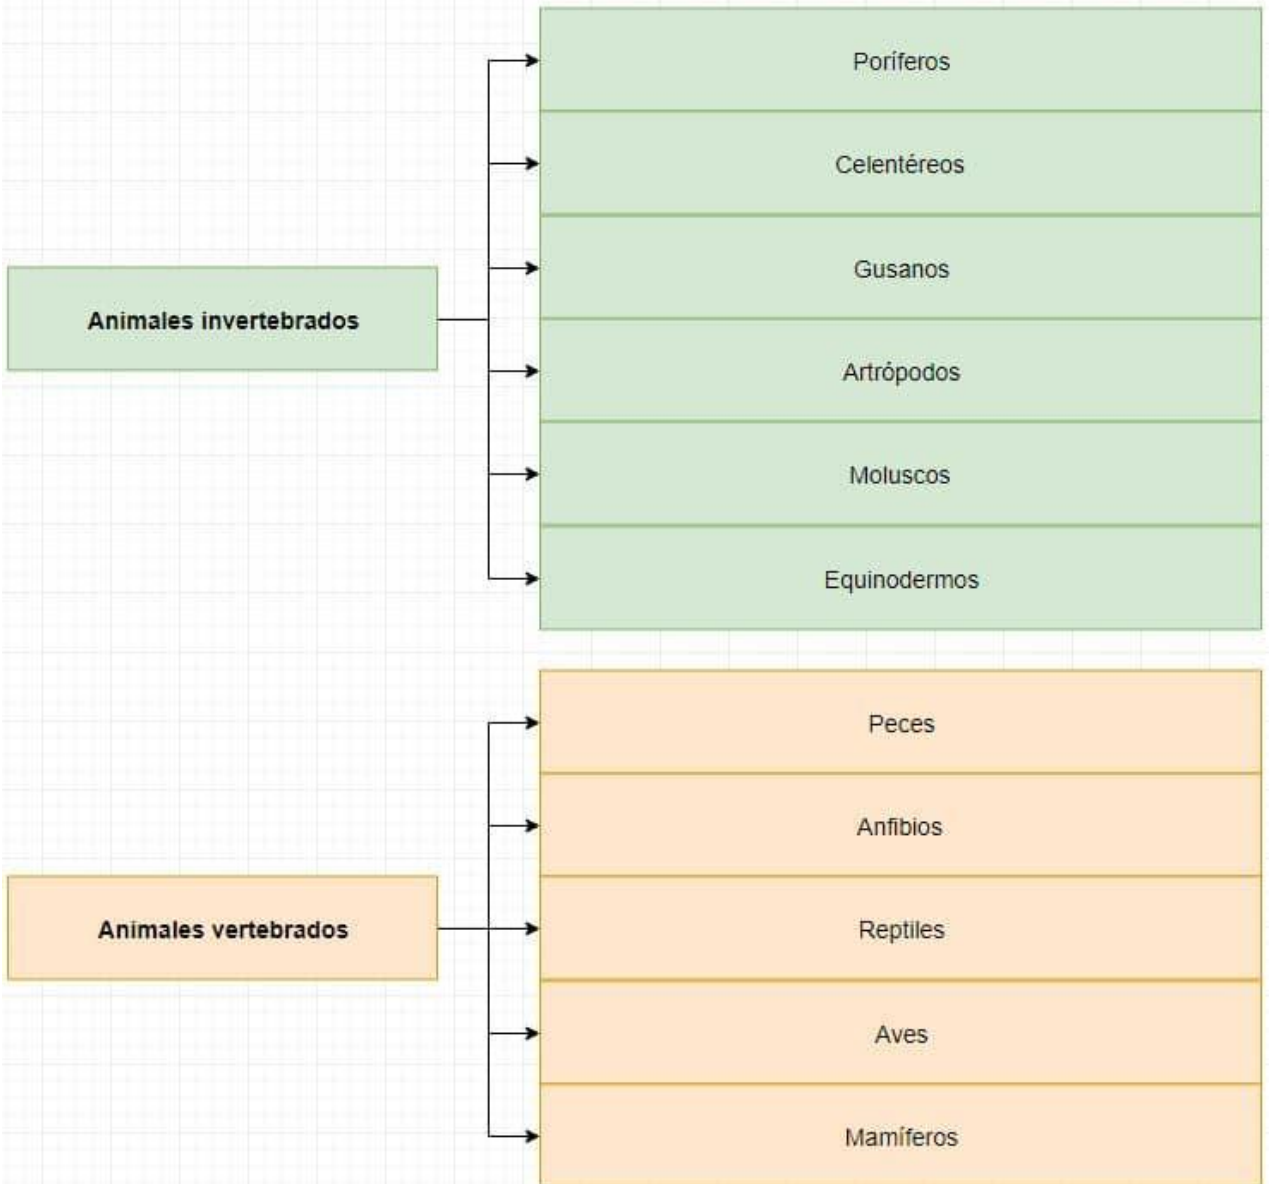 Animales invertebrados
Poríferos
Celentéreos
Gusanos
Artrópodos
Moluscos
Equinodermos
Animales vertebrados
Peces
Anfibios
Reptiles
Aves
Mamíferos